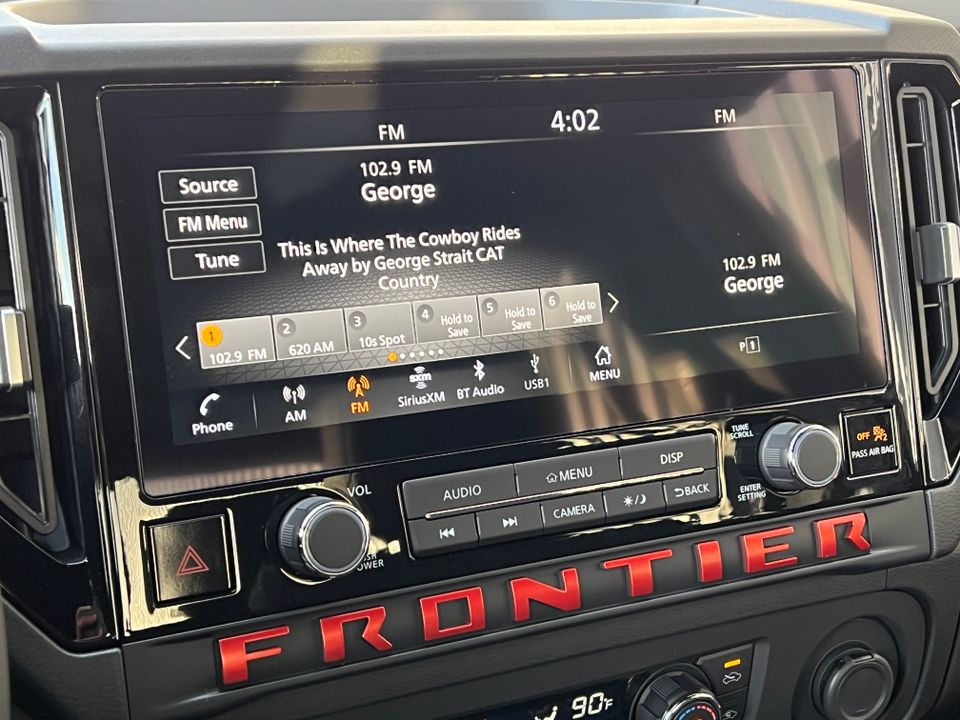 FM
4:02
FM
102.9 FM
George
Source
FM Menu
Tune
This Is Where The Cowboy Rides
Away by George Strait CAT
Country
102.9 FM
George
1
102.9 FM
2
620 AM
3
10s Spot
4
Hold to
Save
5
Hold to
Save
6
Hold to
Save
P
Phone
AM
FM
sxm
SiriusXM
BT Audio
USB1
MENU
TUNE
SCROLL
OFF 2
PASS AIR BAG
VOL
AUDIO
MENU
DISP
CAMERA
BACK
ENTER
SETTING
FRONTIER
90°F